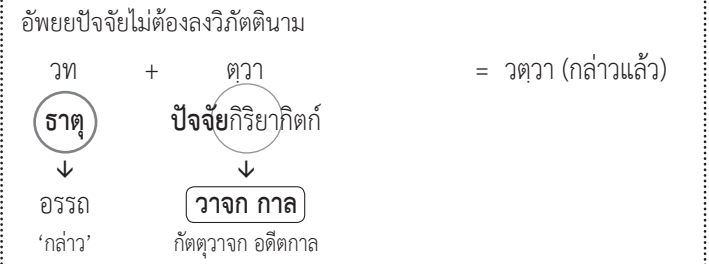 อัพยยปัจจัยไม่ต้องลงวิภัตตินาม
วท + ตฺวา = วตฺวา (กล่าวแล้ว)
ธาตุ ปัจจัยกิริยากิตก์
↓ ↓
อรรถ วาจก กาล
‘กล่าว’ กัตตุวาจก อดีตกาล